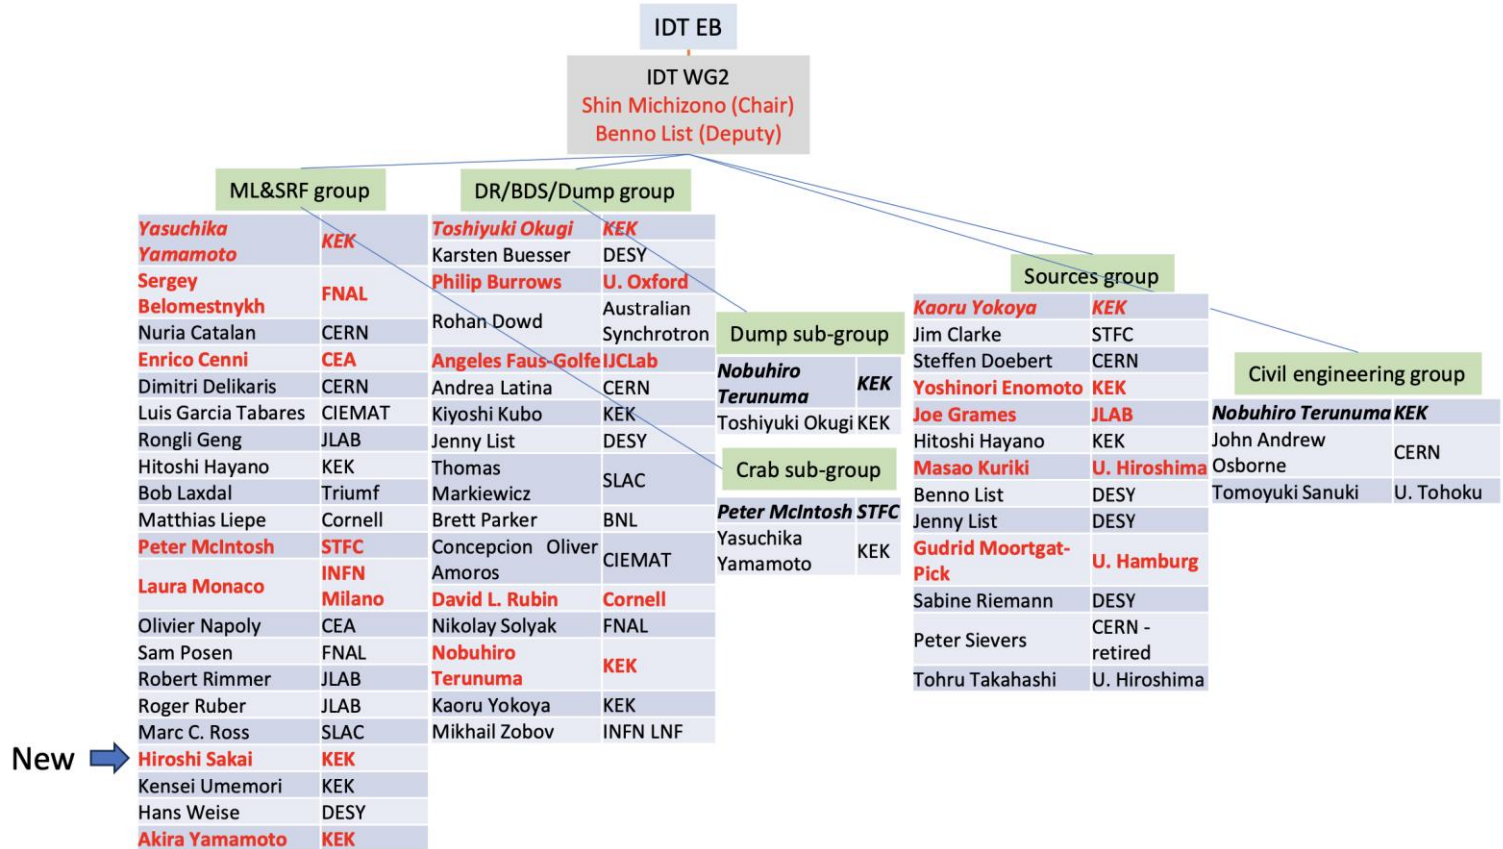 IDT EB
IDT WG2
Shin Michizono (Chair)
Benno List (Deputy)
ML&SRF group
Yasuchika
Yamamoto KEK
Sergey
Belomestnykh FNAL
Nuria Catalan CERN
Enrico Cenni CEA
Dimitri Delikaris CERN
Luis Garcia Tabares CIEMAT
Rongli Geng JLAB
Hitoshi Hayano KEK
Bob Laxdal Triumf
Matthias Liepe Cornell
Peter McIntosh STFC
Laura Monaco INFN
Milano
Olivier Napoly CEA
Sam Posen FNAL
Robert Rimmer JLAB
Roger Ruber JLAB
Marc C. Ross SLAC
New
Hiroshi Sakai KEK
Kensei Umemori KEK
Hans Weise DESY
Akira Yamamoto KEK
DR/BDS/Dump group
Toshiyuki Okugi KEK
Karsten Buesser DESY
Philip Burrows U. Oxford
Rohan Dowd Australian
Synchrotron
Angeles Faus-Golfe IJCLab
Andrea Latina CERN
Kiyoshi Kubo KEK
Jenny List DESY
Thomas
Markiewicz SLAC
Brett Parker BNL
Concepcion Oliver
Amoros CIEMAT
David L. Rubin Cornell
Nikolay Solyak FNAL
Nobuhiro
Terunuma KEK
Kaoru Yokoya KEK
Mikhail Zobov INFN LNF
Dump sub-group
Nobuhiro
Terunuma KEK
Toshiyuki Okugi KEK
Crab sub-group
Peter McIntosh STFC
Yasuchika
Yamamoto KEK
Sources group
Kaoru Yokoya KEK
Jim Clarke STFC
Steffen Doebert CERN
Yoshinori Enomoto KEK
Joe Grames JLAB
Hitoshi Hayano KEK
Masao Kuriki U. Hiroshima
Benno List DESY
Jenny List DESY
Gudrid Moortgat-
Pick U. Hamburg
Sabine Riemann DESY
Peter Sievers CERN -
retired
Tohru Takahashi U. Hiroshima
Civil engineering group
Nobuhiro Terunuma KEK
John Andrew
Osborne CERN
Tomoyuki Sanuki U. Tohoku